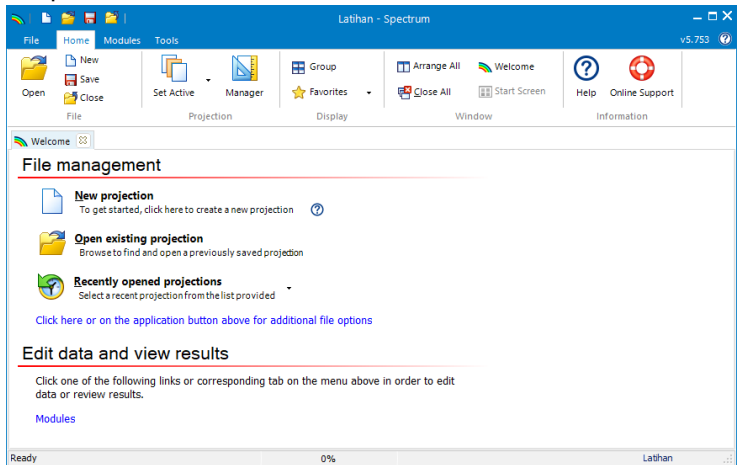 Latihan - Spectrum
File Home Modules Tools v5.753
Open
New
Save
Close
File
Set Active
Manager
Projection
Group
Favorites
Display
Arrange All
Close All
Welcome
Start Screen
Window
Help
Online Support
Information
Welcome
File management
New projection
To get started, click here to create a new projection
Open existing projection
Browse to find and open a previously saved projection
Recently opened projections
Select a recent projection from the list provided
Click here or on the application button above for additional file options
Edit data and view results
Click one of the following links or corresponding tab on the menu above in order to edit
data or review results.
Modules
Ready 0% Latihan